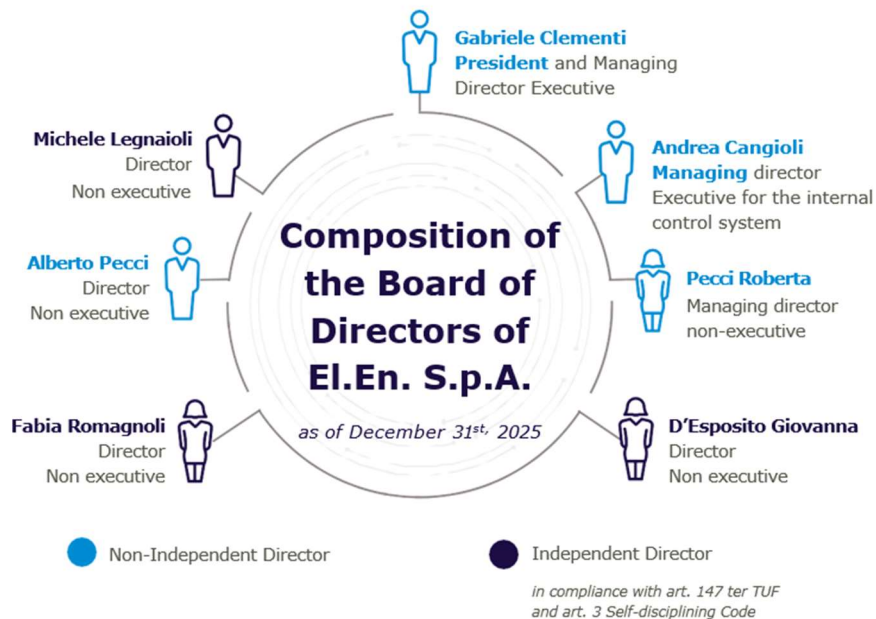 Gabriele Clementi
President and Managing
Director Executive
Michele Legnaioli
Director
Non executive
Andrea Cangioli
Managing director
Executive for the internal
control system
Alberto Pecci
Director
Non executive
Composition of
the Board of
Directors of
El.En. S.p.A.
as of December 31st, 2025
Pecci Roberta
Managing director
non-executive
Fabia Romagnoli
Director
Non executive
D'Esposito Giovanna
Director
Non executive
Non-Independent Director
Independent Director
in compliance with art. 147 ter TUF
and art. 3 Self-disciplining Code